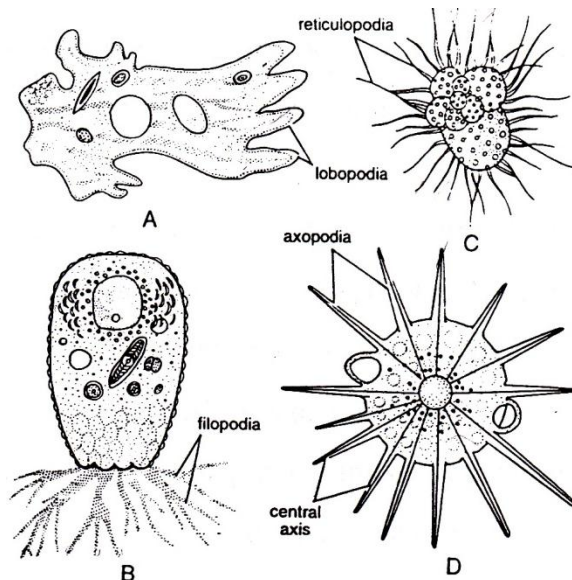 reticulopodia
lobopodia
A
C
axopodia
filopodia
central
axis
B
D